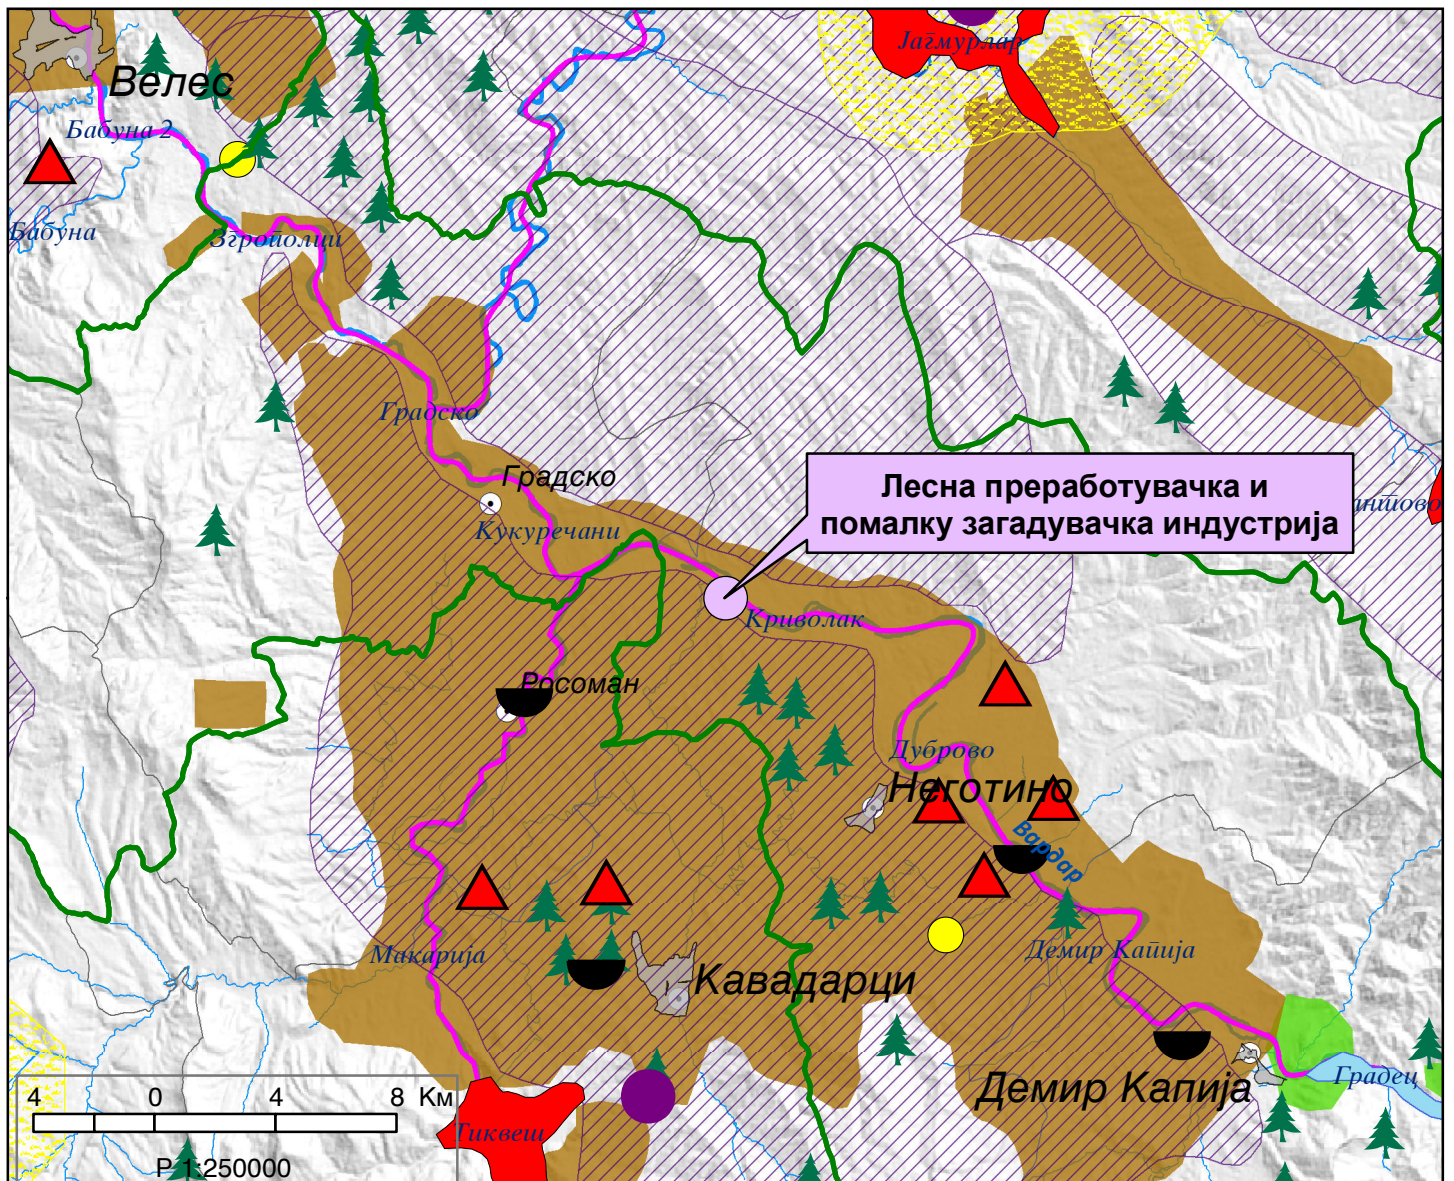 Јагмурлар
Велес
Бабуна 2
Бабуна
Згрополци
Градско
Градско
Кукуречани
Лесна преработувачка и
помалку загадувачка индустрија
Криволак
Росоман
Дуброво
Неготино
Вардар
Макарија
Демир Капија
Кавадарци
Демир Капија
Градец
Тиквеш
4 0 4 8 Км
Р 1:250000